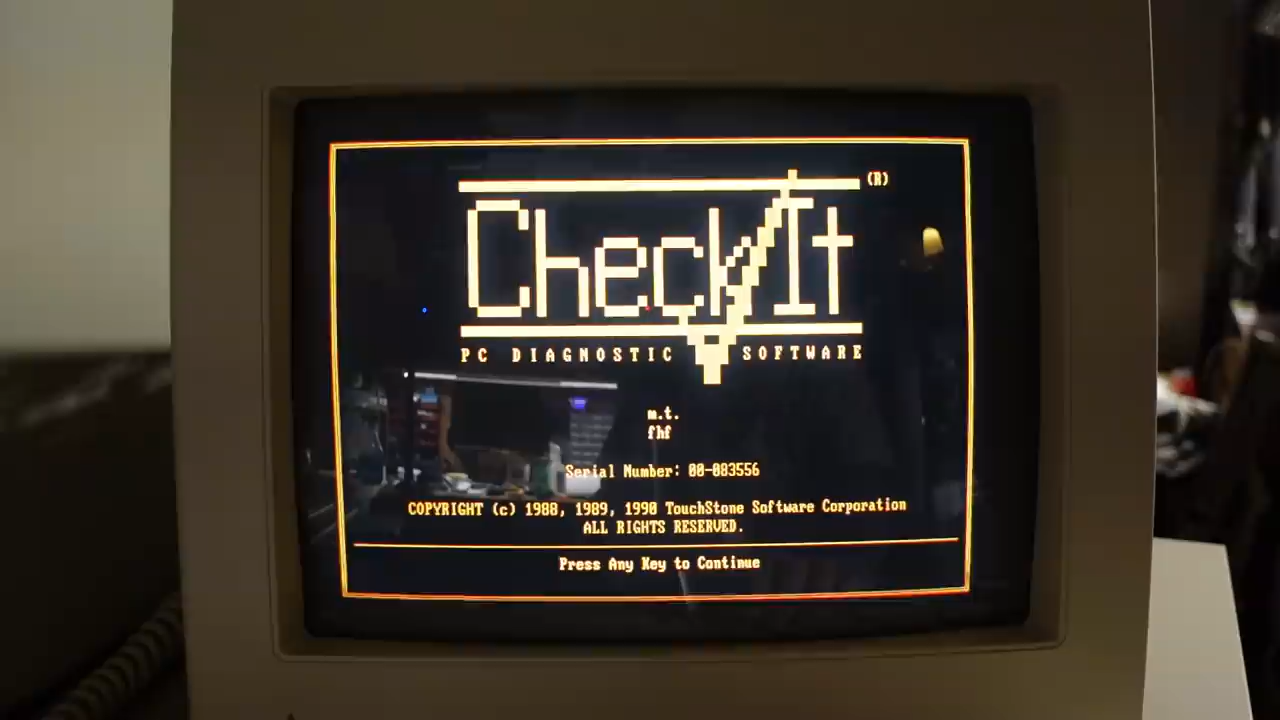 CheckIt (R)
PC DIAGNOSTIC SOFTWARE
m.t.
fhf
Serial Number: 00-083556
COPYRIGHT (c) 1988, 1989, 1990 TouchStone Software Corporation
ALL RIGHTS RESERVED.
Press Any Key to Continue